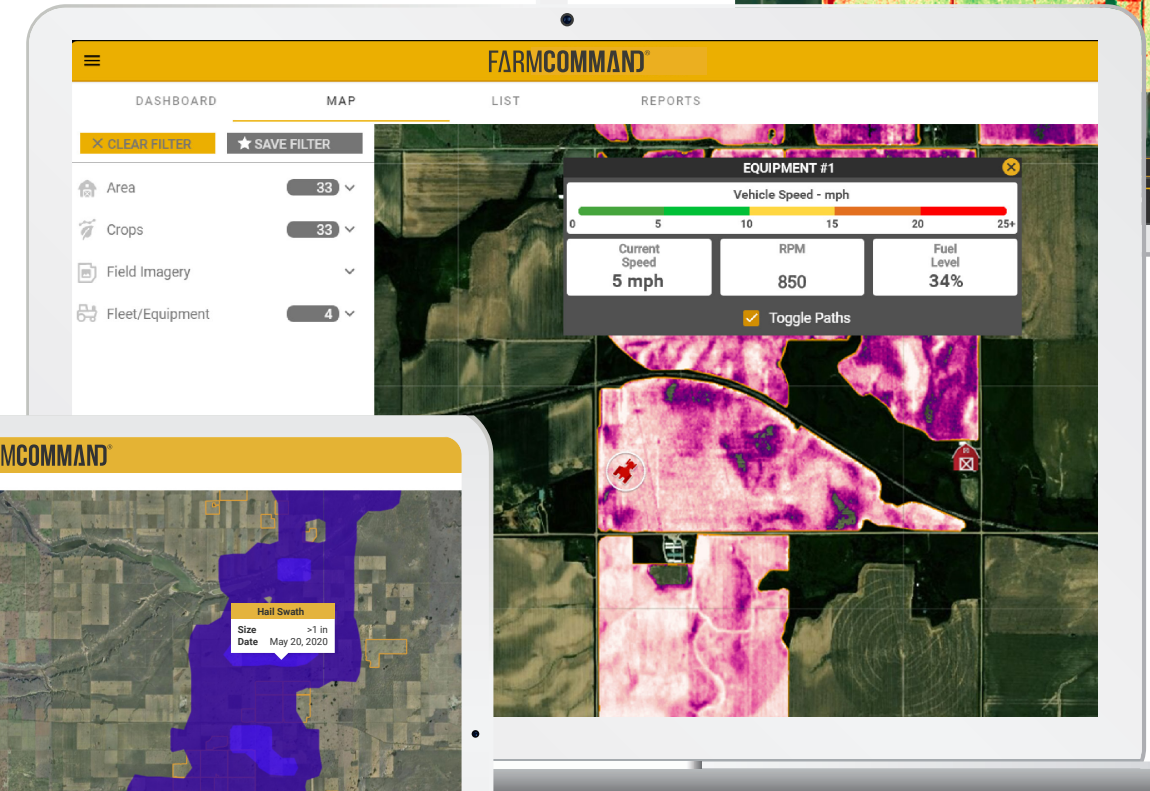 FARMCOMMAND®
DASHBOARD MAP LIST REPORTS
CLEAR FILTER SAVE FILTER
Area 33
Crops 33
Field Imagery
Fleet/Equipment 4
EQUIPMENT #1
Vehicle Speed - mph
0 5 10 15 20 25+
Current
Speed
5 mph
RPM
850
Fuel
Level
34%
Toggle Paths
MCOMMAND®
Hail Swath
Size >1 in
Date May 20, 2020